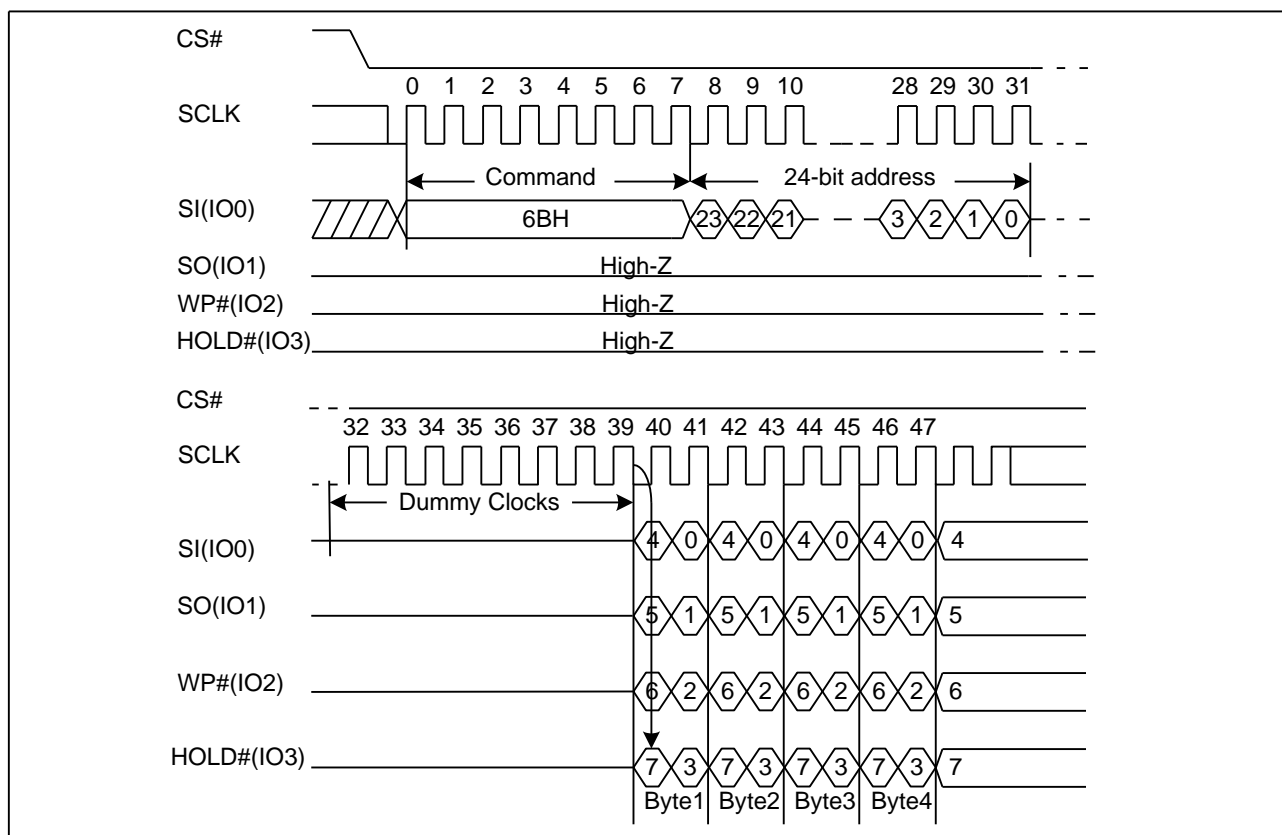 CS#
0 1 2 3 4 5 6 7 8 9 10 28 29 30 31
SCLK
Command 24-bit address
SI(IO0) 6BH 23 22 21 3 2 1 0
SO(IO1) High-Z
WP#(IO2) High-Z
HOLD#(IO3) High-Z
CS#
32 33 34 35 36 37 38 39 40 41 42 43 44 45 46 47
SCLK
Dummy Clocks
SI(IO0) 4 0 4 0 4 0 4 0 4
SO(IO1) 5 1 5 1 5 1 5 1 5
WP#(IO2) 6 2 6 2 6 2 6 2 6
HOLD#(IO3) 7 3 7 3 7 3 7 3 7
Byte1 Byte2 Byte3 Byte4